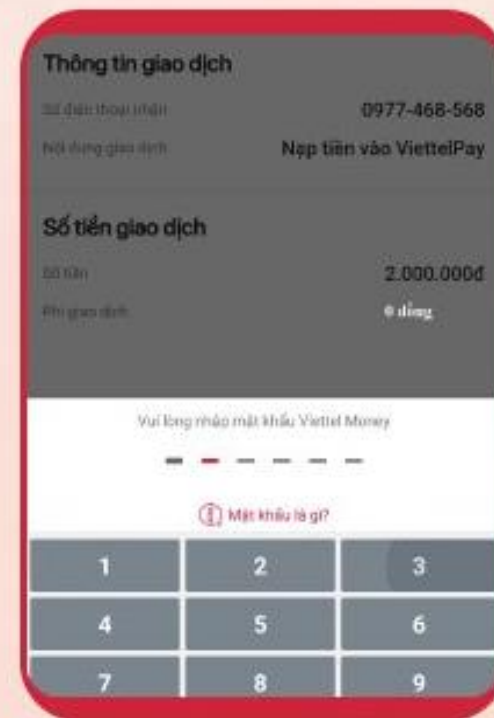 Thông tin giao dịch
Số điện thoại nhận 0977-468-568
Nội dung giao dịch Nạp tiền vào ViettelPay
Số tiền giao dịch
Số tiền 2.000.000đ
Phí giao dịch 0 đồng
Vui lòng nhập mật khẩu Viettel Money
Mật khẩu là gì?
1 2 3
4 5 6
7 8 9